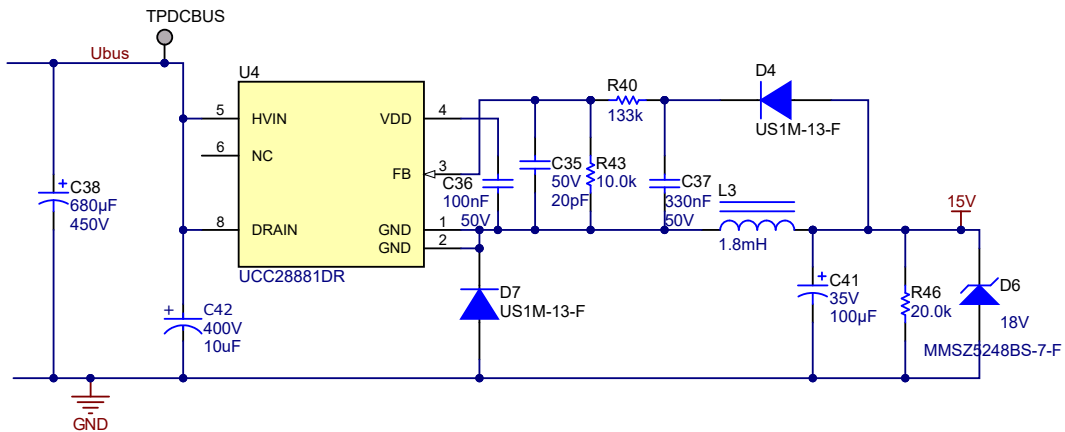 TPDCBUS
Ubus
U4
5
HVIN
6
NC
8
DRAIN
VDD
4
FB
3
GND
1
GND
2
UCC28881DR
C38
680µF
450V
C42
400V
10uF
GND
C36
100nF
50V
C35
50V
20pF
R40
133k
R43
10.0k
C37
330nF
50V
D4
US1M-13-F
L3
1.8mH
D7
US1M-13-F
15V
C41
35V
100µF
R46
20.0k
D6
18V
MMSZ5248BS-7-F